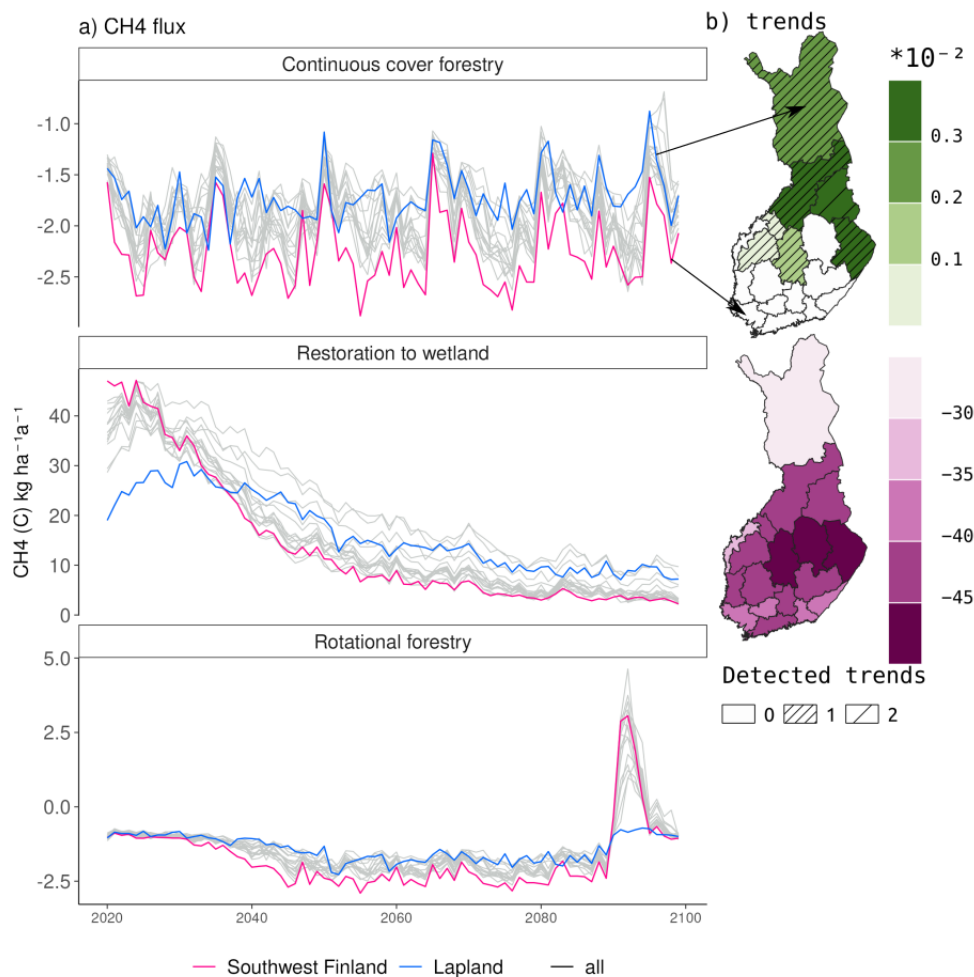 a) CH4 flux
b) trends
Continuous cover forestry
*10⁻²
-1.0
-1.5
-2.0
-2.5
0.3
0.2
0.1
Restoration to wetland
40
30
20
10
0
CH4 (C) kg ha⁻¹a⁻¹
-30
-35
-40
-45
Rotational forestry
5.0
2.5
0.0
-2.5
Detected trends
0 1 2
2020 2040 2060 2080 2100
Southwest Finland Lapland all